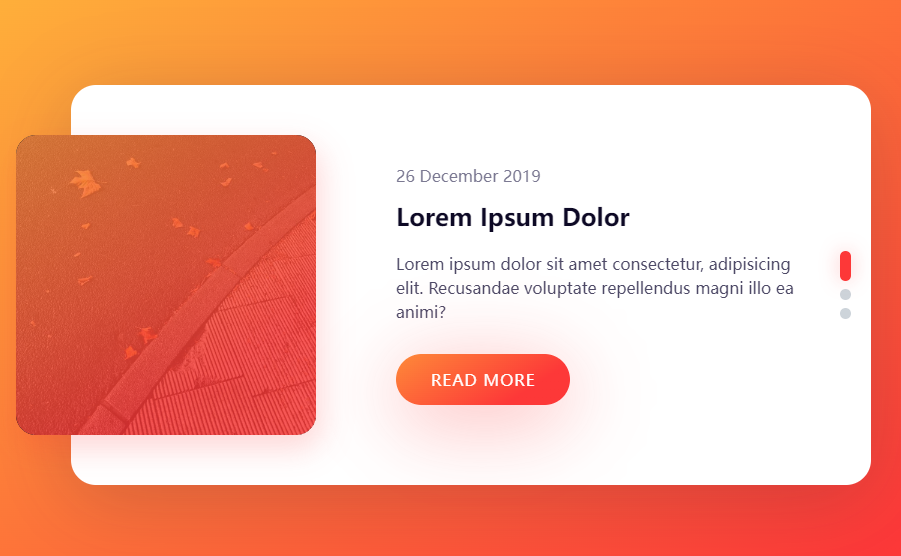 26 December 2019
Lorem Ipsum Dolor
Lorem ipsum dolor sit amet consectetur, adipisicing
elit. Recusandae voluptate repellendus magni illo ea
animi?
READ MORE